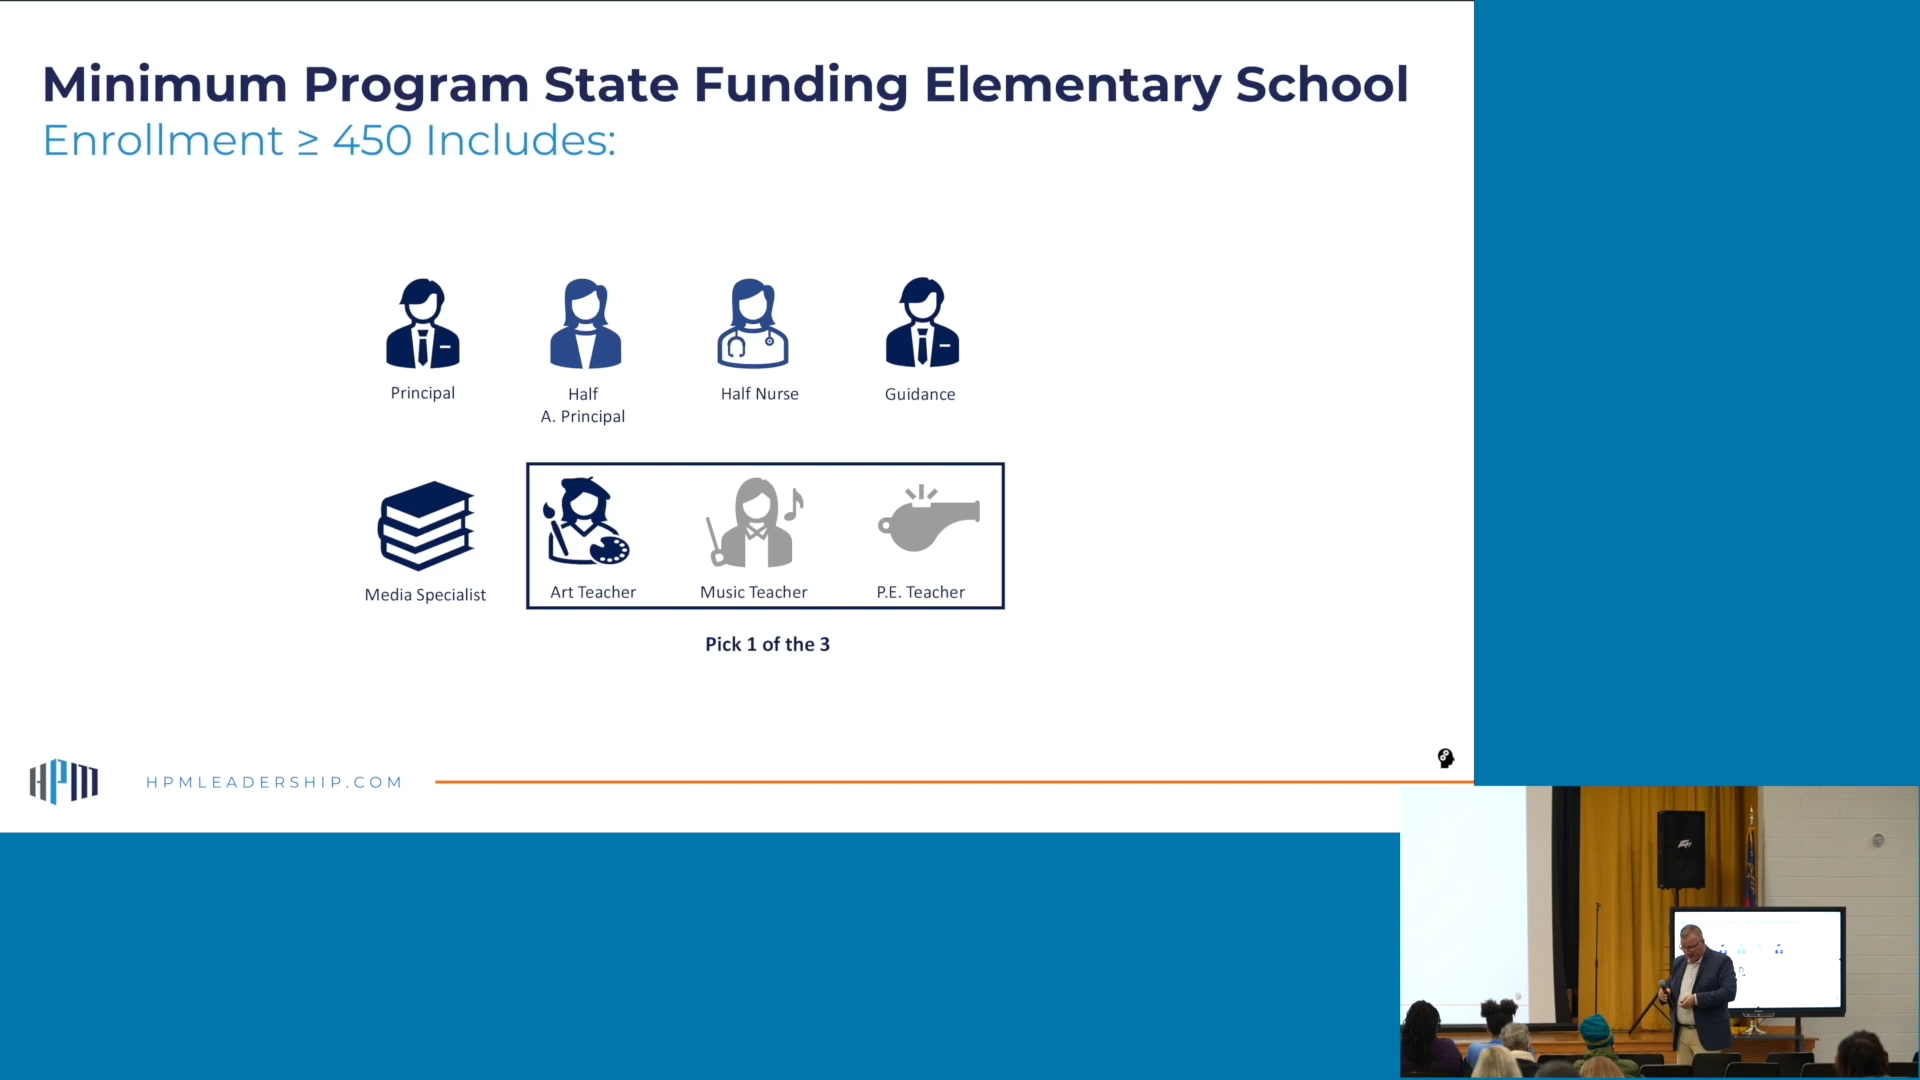 Minimum Program State Funding Elementary School
Enrollment ≥ 450 Includes:
Principal
Half
A. Principal
Half Nurse
Guidance
Media Specialist
Art Teacher
Music Teacher
P.E. Teacher
Pick 1 of the 3
HPM
HPMLEADERSHIP.COM